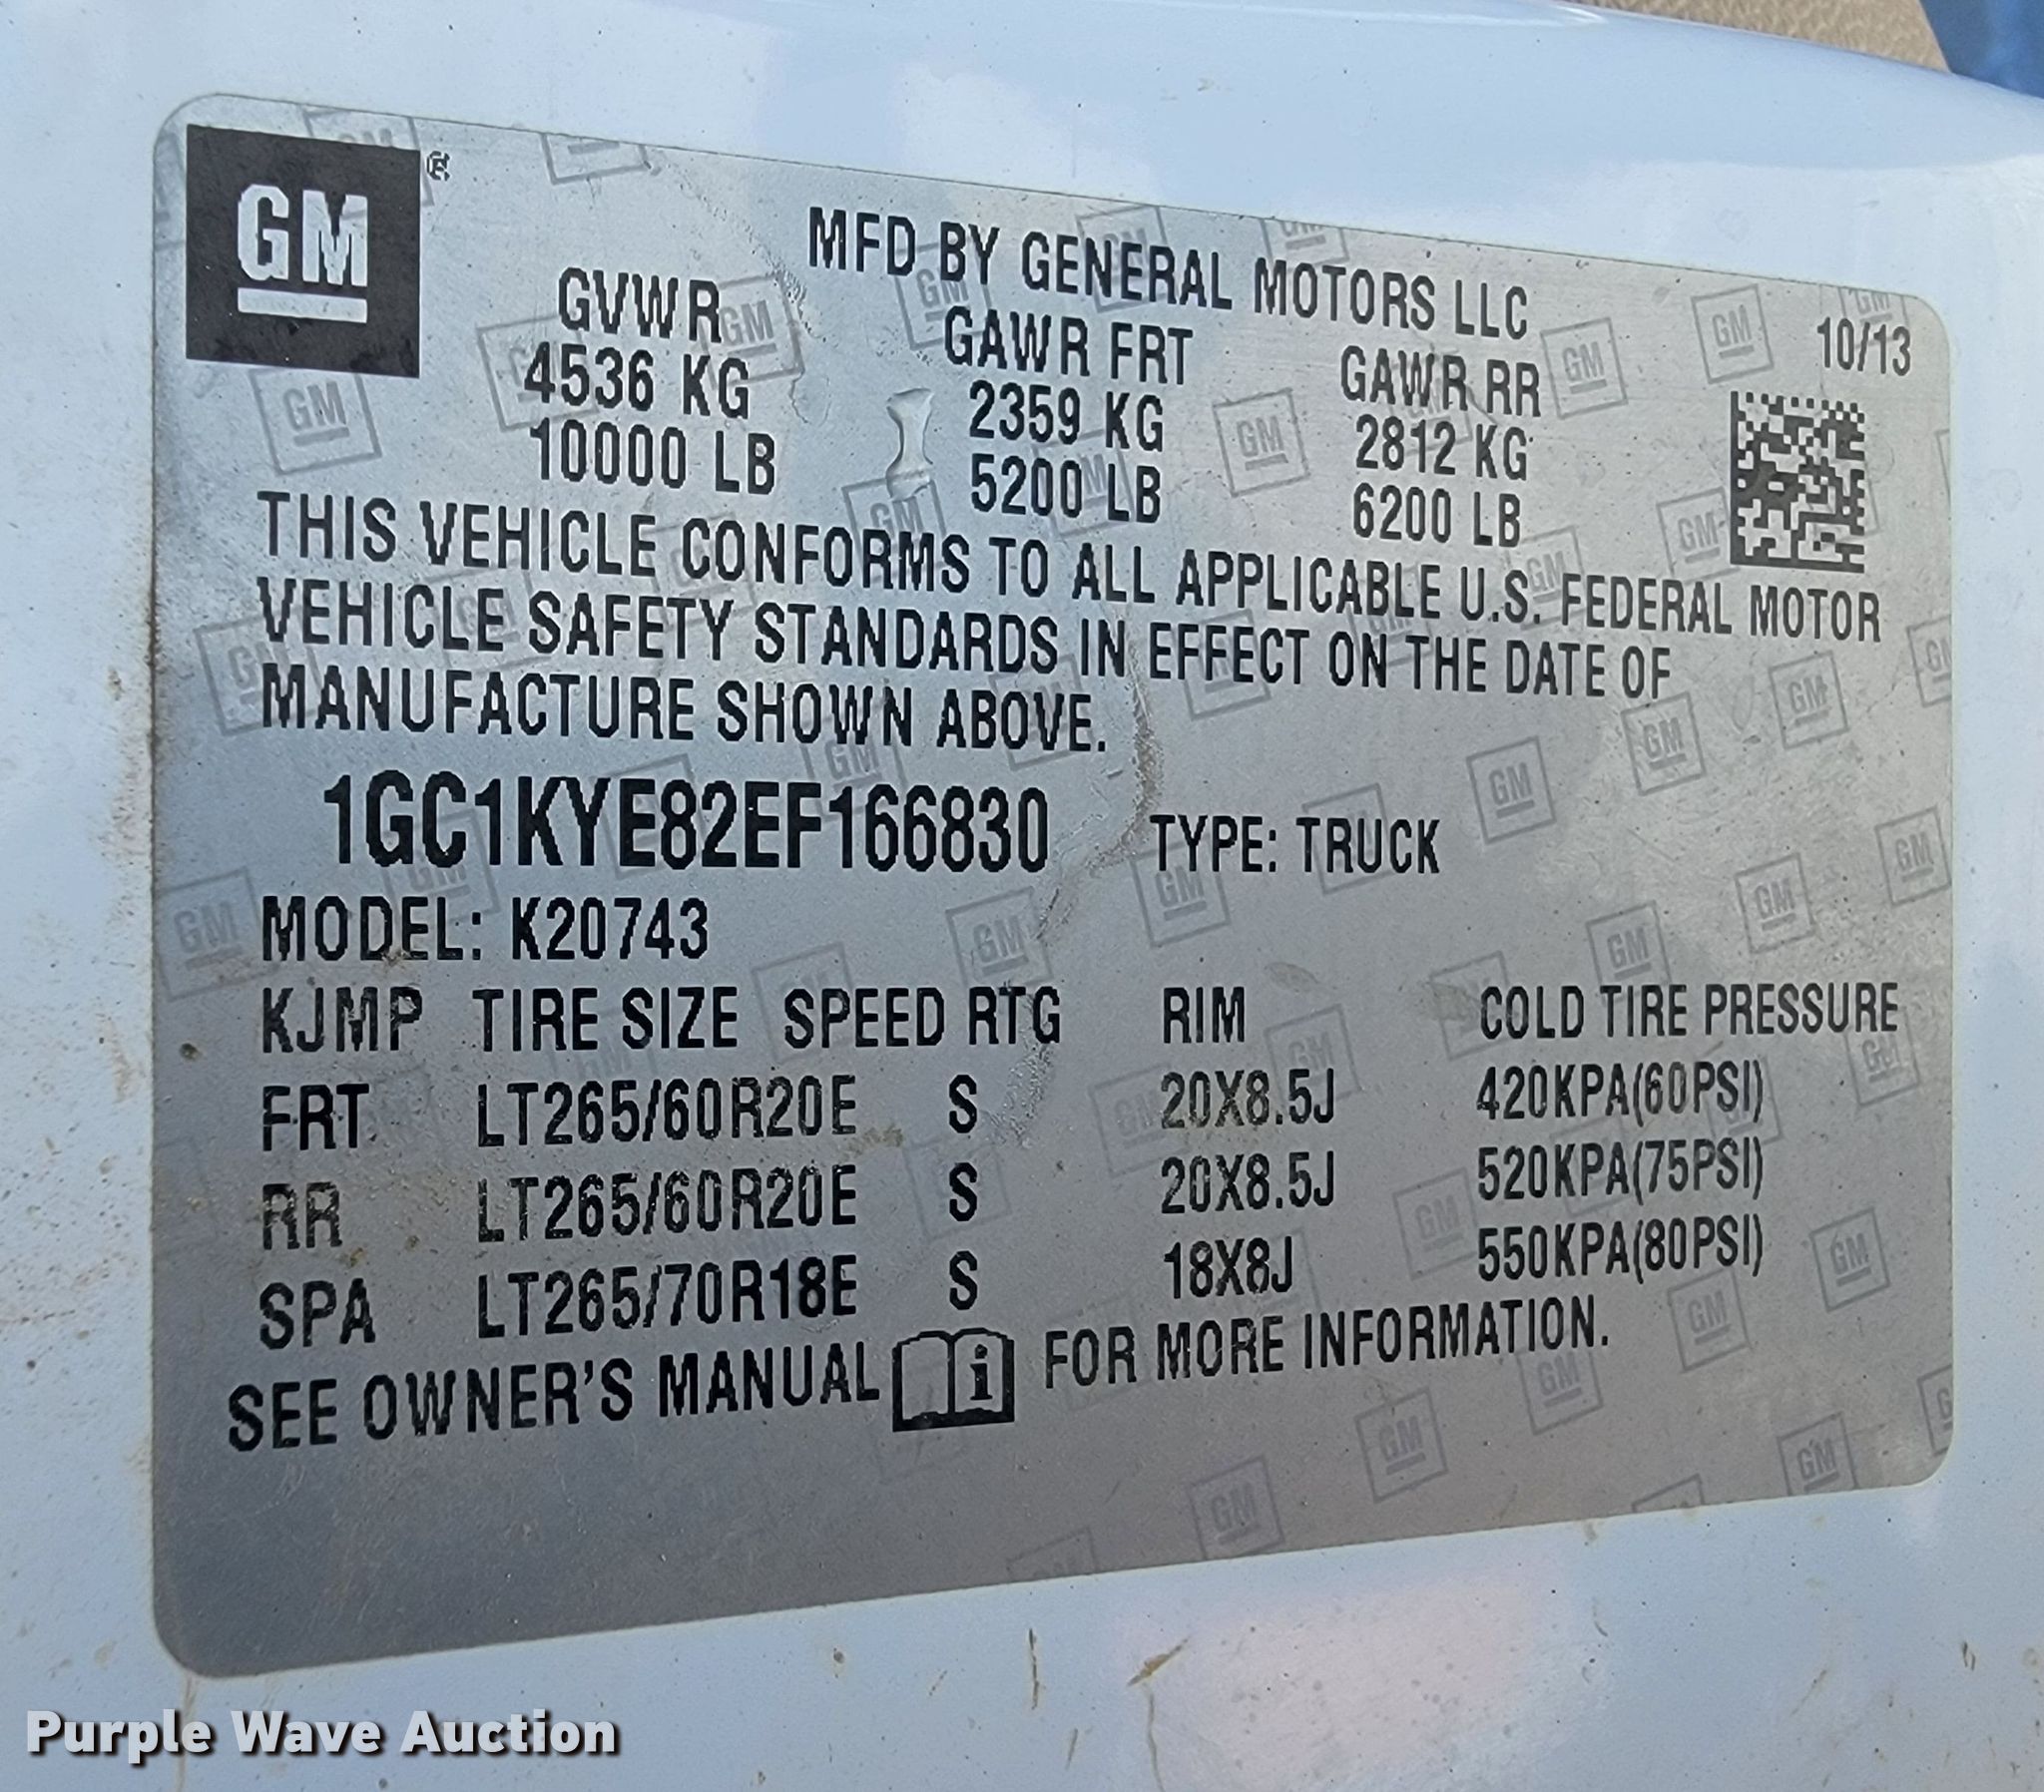 GM®
MFD BY GENERAL MOTORS LLC
10/13
GVWR GAWR FRT GAWR RR
4536 KG 2359 KG 2812 KG
10000 LB 5200 LB 6200 LB
THIS VEHICLE CONFORMS TO ALL APPLICABLE U.S. FEDERAL MOTOR
VEHICLE SAFETY STANDARDS IN EFFECT ON THE DATE OF
MANUFACTURE SHOWN ABOVE.
1GC1KYE82EF166830 TYPE: TRUCK
MODEL: K20743
KJMP TIRE SIZE SPEED RTG RIM COLD TIRE PRESSURE
FRT LT265/60R20E S 20X8.5J 420KPA(60PSI)
RR LT265/60R20E S 20X8.5J 520KPA(75PSI)
SPA LT265/70R18E S 18X8J 550KPA(80PSI)
SEE OWNER'S MANUAL i FOR MORE INFORMATION.
Purple Wave Auction